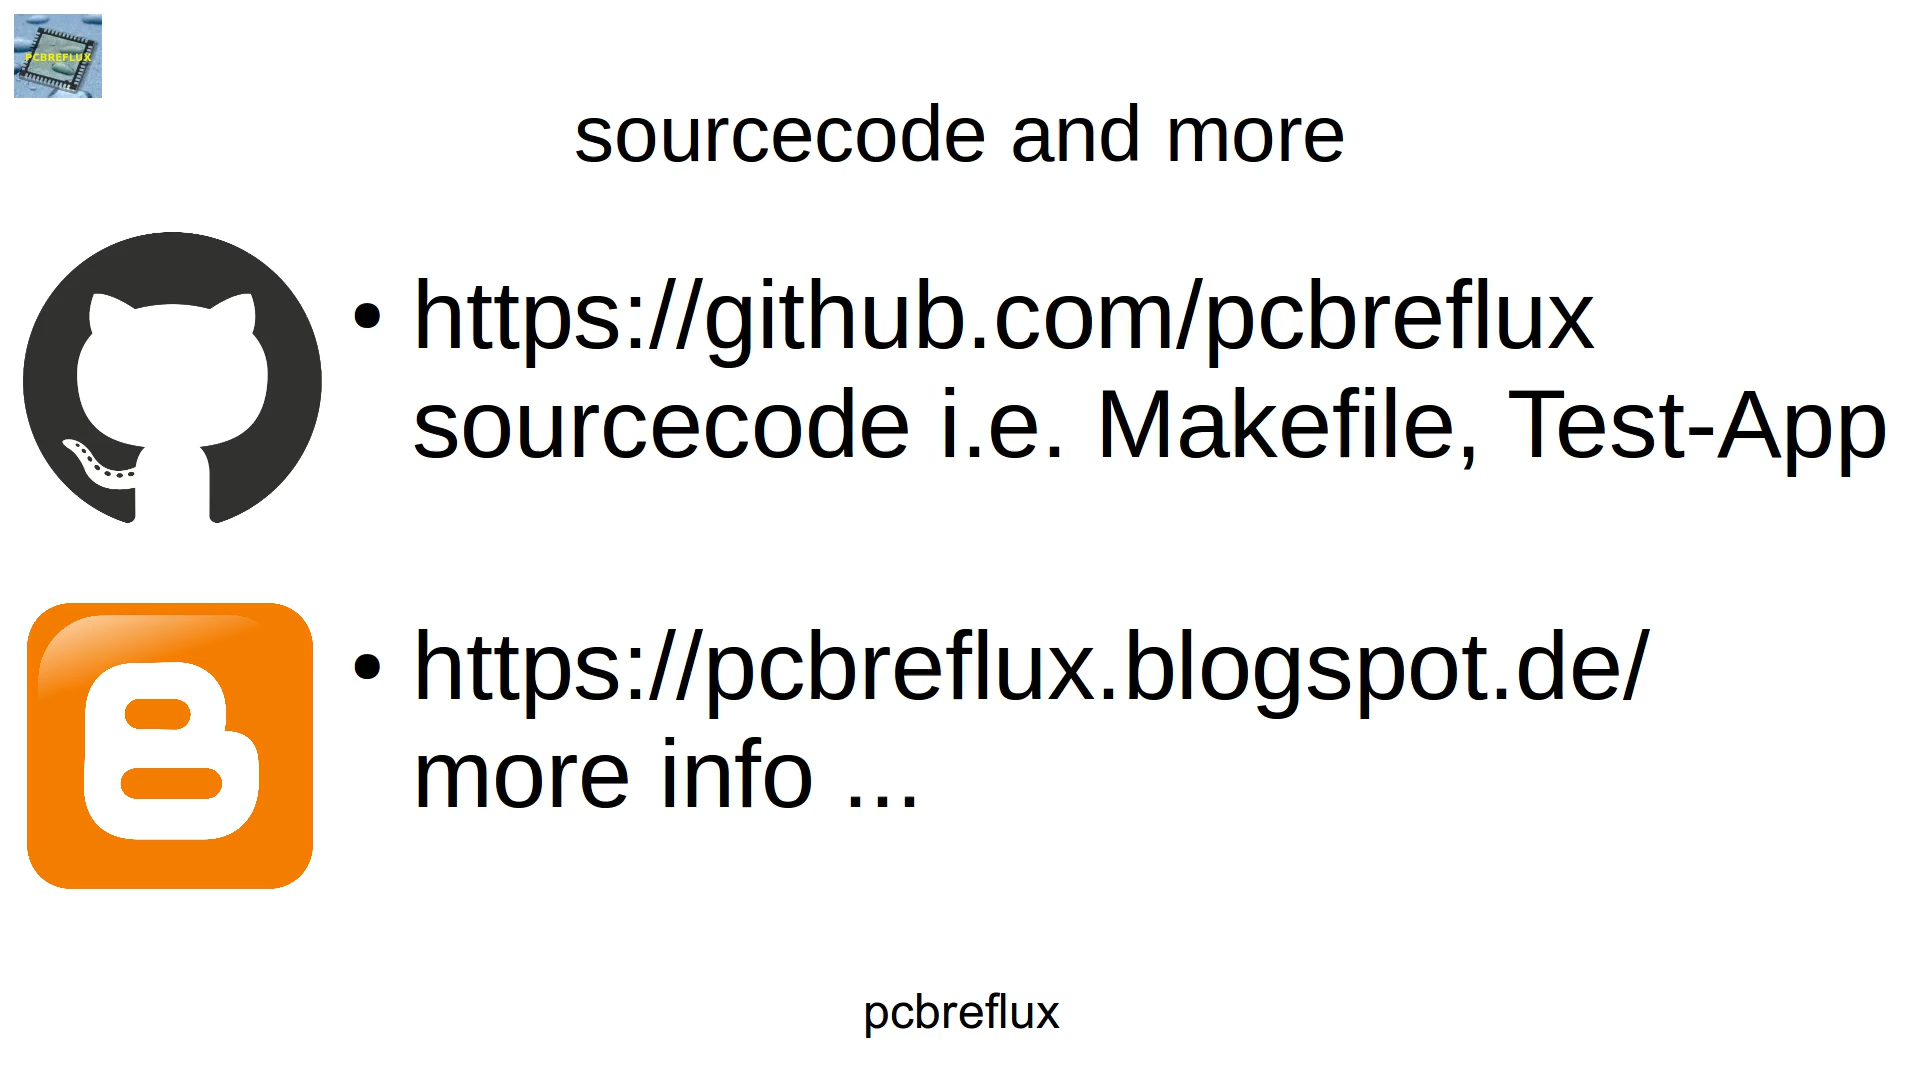 PCBREFLUX
sourcecode and more
• https://github.com/pcbreflux
sourcecode i.e. Makefile, Test-App
• https://pcbreflux.blogspot.de/
more info ...
pcbreflux